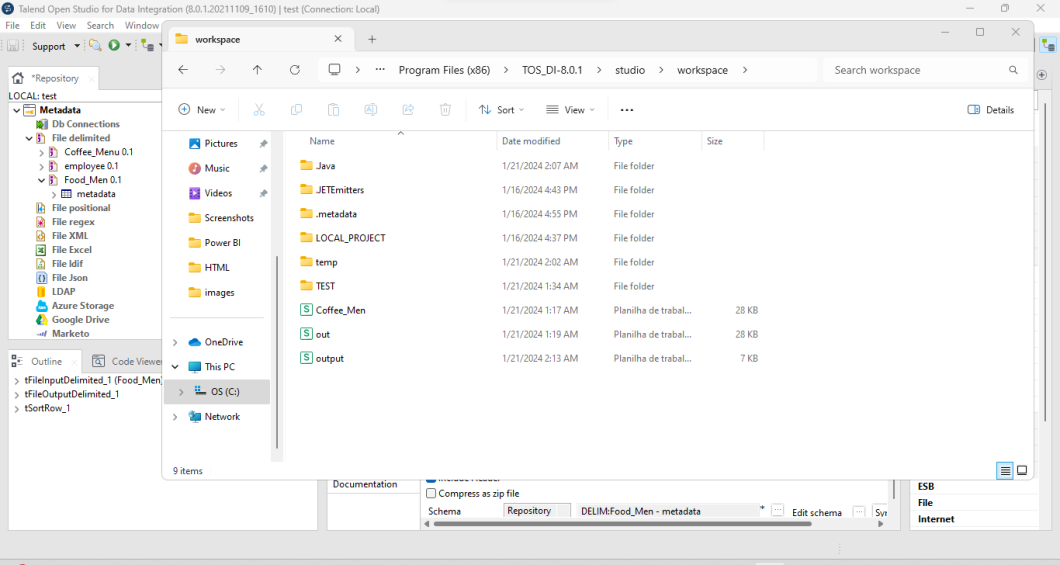 Talend Open Studio for Data Integration (8.0.1.20211109_1610) | test (Connection: Local)
File Edit View Search Window
Support
workspace
Program Files (x86) > TOS_DI-8.0.1 > studio > workspace >
Search workspace
New
Sort
View
Details
*Repository
LOCAL: test
Metadata
Db Connections
File delimited
Coffee_Menu 0.1
employee 0.1
Food_Men 0.1
metadata
File positional
File regex
File XML
File Excel
File ldif
File Json
LDAP
Azure Storage
Google Drive
Marketo
Outline
Code Viewer
tFileInputDelimited_1 (Food_Men)
tFileOutputDelimited_1
tSortRow_1
Pictures
Music
Videos
Screenshots
Power BI
HTML
images
OneDrive
This PC
OS (C:)
Network
Name Date modified Type Size
.Java 1/21/2024 2:07 AM File folder
.JETEmitters 1/16/2024 4:43 PM File folder
.metadata 1/16/2024 4:55 PM File folder
LOCAL_PROJECT 1/16/2024 4:37 PM File folder
temp 1/21/2024 2:02 AM File folder
TEST 1/21/2024 1:34 AM File folder
Coffee_Men 1/21/2024 1:17 AM Planilha de trabal... 28 KB
out 1/21/2024 1:19 AM Planilha de trabal... 28 KB
output 1/21/2024 2:13 AM Planilha de trabal... 7 KB
9 items
Documentation
Include Header
Compress as zip file
Schema Repository DELIM:Food_Men - metadata * ... Edit schema ...
ESB
File
Internet